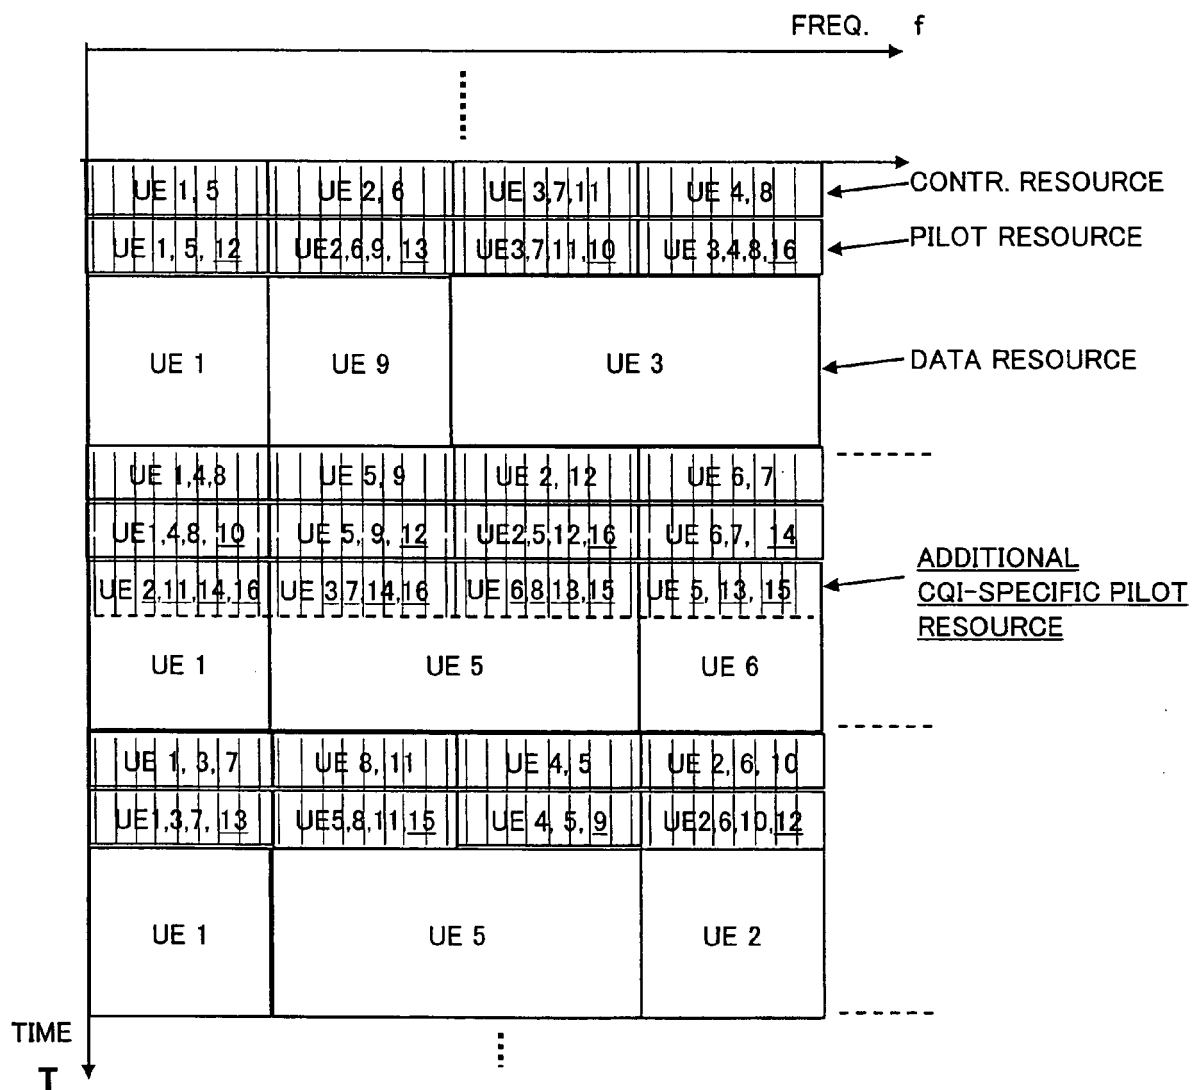 FREQ. f
UE 1, 5 UE 2, 6 UE 3,7,11 UE 4, 8 CONTR. RESOURCE
UE 1, 5, 12 UE2,6,9, 13 UE3,7,11,10 UE 3,4,8,16 PILOT RESOURCE
UE 1 UE 9 UE 3 DATA RESOURCE
UE 1,4,8 UE 5, 9 UE 2, 12 UE 6, 7
UE1,4,8, 10 UE 5, 9, 12 UE2,5,12,16 UE 6,7, 14
UE 2,11,14,16 UE 3,7 14,16 UE 6,8,13,15 UE 5, 13, 15
ADDITIONAL
CQI-SPECIFIC PILOT
RESOURCE
UE 1 UE 5 UE 6
UE 1, 3, 7 UE 8, 11 UE 4, 5 UE 2, 6, 10
UE1,3,7, 13 UE5,8,11,15 UE 4, 5, 9 UE2,6,10,12
UE 1 UE 5 UE 2
TIME
T